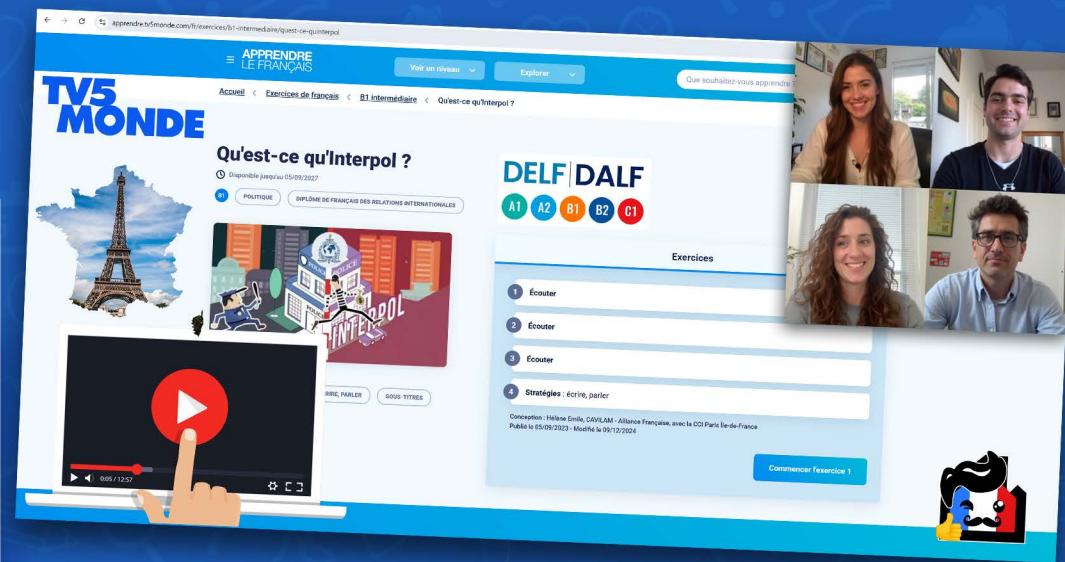 apprendre.tv5monde.com/fr/exercices/b1-intermediaire/quest-ce-quinterpol
APPRENDRE
LE FRANÇAIS
Voir un niveau
Explorer
Que souhaitez-vous apprendre ?
TV5
MONDE
Accueil < Exercices de français < B1 intermédiaire < Qu'est-ce qu'Interpol ?
Qu'est-ce qu'Interpol ?
Disponible jusqu'au 05/09/2027
B1 POLITIQUE DIPLÔME DE FRANÇAIS DES RELATIONS INTERNATIONALES
POLICE POLICE
INTERPOL
RIRE, PARLER SOUS-TITRES
0:05 / 12:57
DELF DALF
A1 A2 B1 B2 C1
Exercices
1 Écouter
2 Écouter
3 Écouter
4 Stratégies : écrire, parler
Conception : Hélène Emile, CAVILAM - Alliance Française, avec la CCI Paris Île-de-France
Publié le 05/09/2023 - Modifié le 09/12/2024
Commencer l'exercice 1